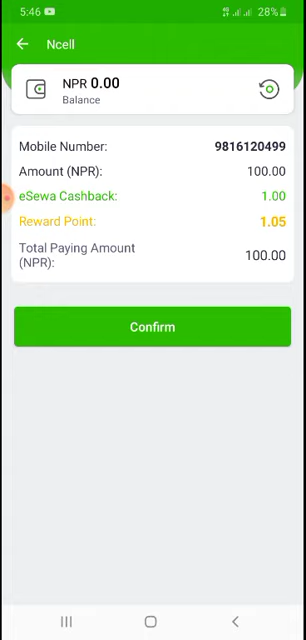 5:46 28%
Ncell
NPR 0.00
Balance
Mobile Number: 9816120499
Amount (NPR): 100.00
eSewa Cashback: 1.00
Reward Point: 1.05
Total Paying Amount
(NPR): 100.00
Confirm